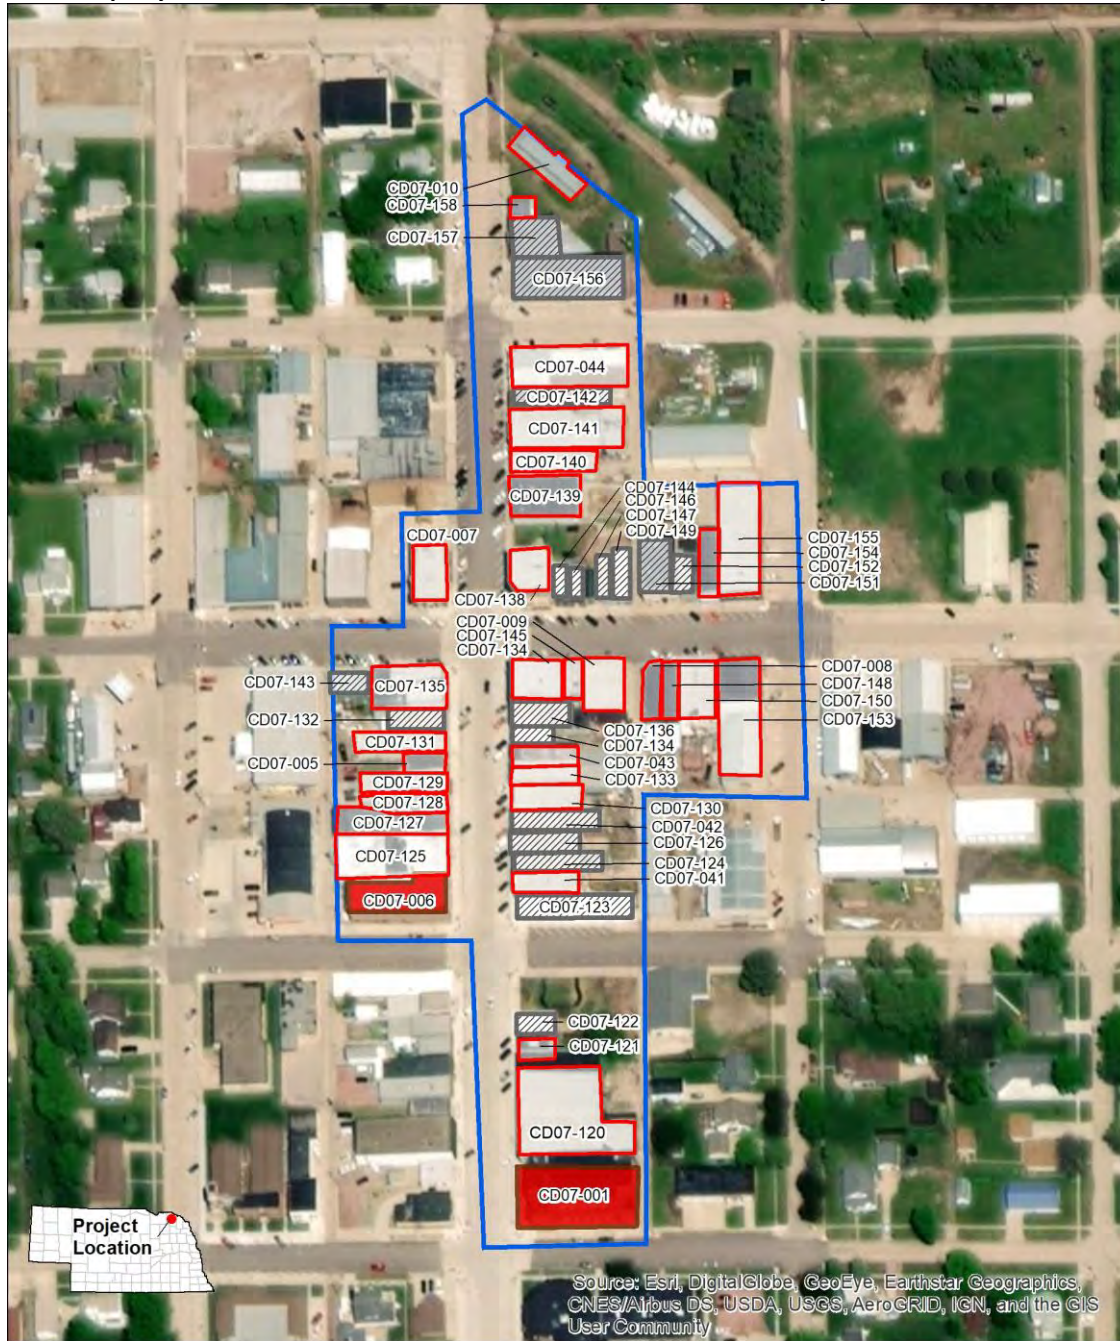 CD07-010
CD07-158
CD07-157
CD07-156
CD07-044
CD07-142
CD07-141
CD07-140
CD07-139
CD07-144
CD07-146
CD07-147
CD07-149
CD07-007
CD07-155
CD07-154
CD07-152
CD07-151
CD07-138
CD07-009
CD07-145
CD07-134
CD07-008
CD07-148
CD07-150
CD07-153
CD07-143
CD07-135
CD07-132
CD07-136
CD07-134
CD07-131
CD07-043
CD07-005
CD07-133
CD07-129
CD07-128
CD07-130
CD07-127
CD07-042
CD07-126
CD07-125
CD07-124
CD07-041
CD07-006
CD07-123
CD07-122
CD07-121
CD07-120
CD07-001
Project
Location
Source: Esri, DigitalGlobe, GeoEye, Earthstar Geographics,
CNES/Airbus DS, USDA, USGS, AeroGRID, IGN, and the GIS
User Community